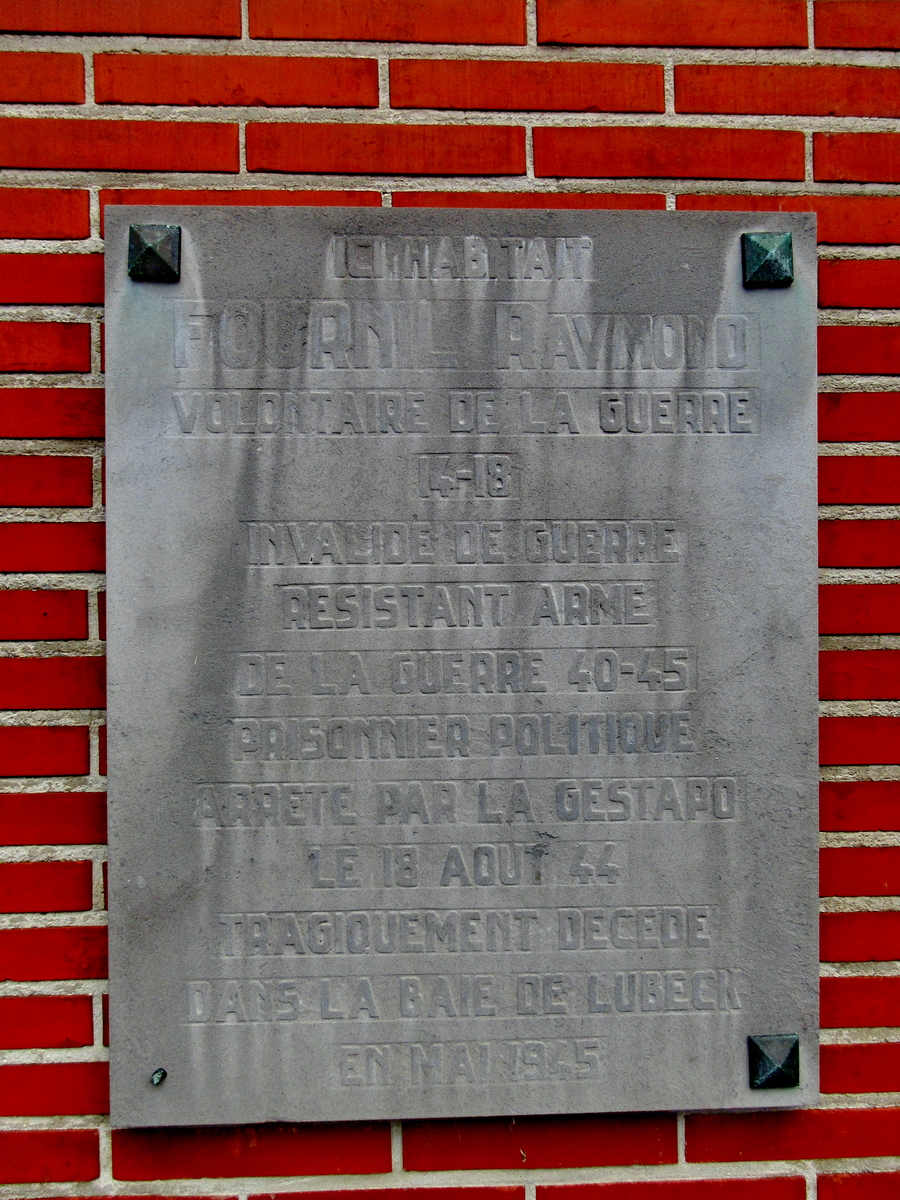 ICI HABITAIT
FOURNIL RAYMOND
VOLONTAIRE DE LA GUERRE
14-18
INVALIDE DE GUERRE
RESISTANT ARME
DE LA GUERRE 40-45
PRISONNIER POLITIQUE
ARRETE PAR LA GESTAPO
LE 18 AOUT 44
TRAGIQUEMENT DECEDE
DANS LA BAIE DE LUBECK
EN MAI 1945